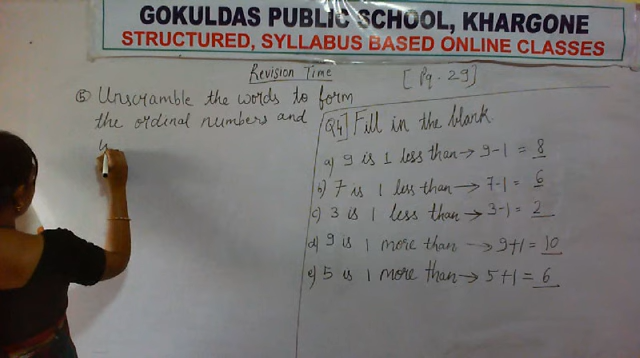 GOKULDAS PUBLIC SCHOOL, KHARGONE
STRUCTURED, SYLLABUS BASED ONLINE CLASSES
Revision Time
[Pg. 29]
⑤ Unscramble the words to form
the ordinal numbers and
Q4] Fill in the blank
a) 9 is 1 less than → 9-1 = 8
b) 7 is 1 less than → 7-1 = 6
c) 3 is 1 less than → 3-1 = 2
d) 9 is 1 more than → 9+1 = 10
e) 5 is 1 more than → 5+1 = 6